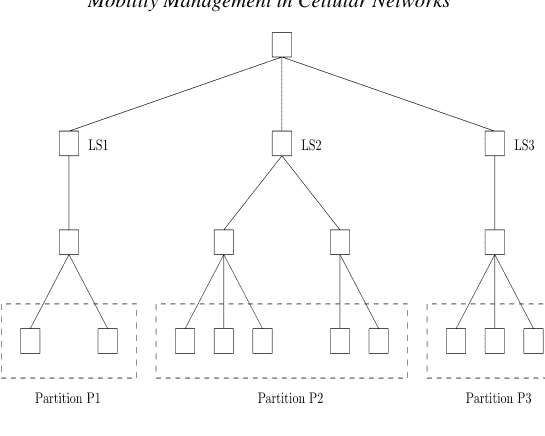 Mobility Management in Cellular Networks
LS1
LS2
LS3
Partition P1
Partition P2
Partition P3